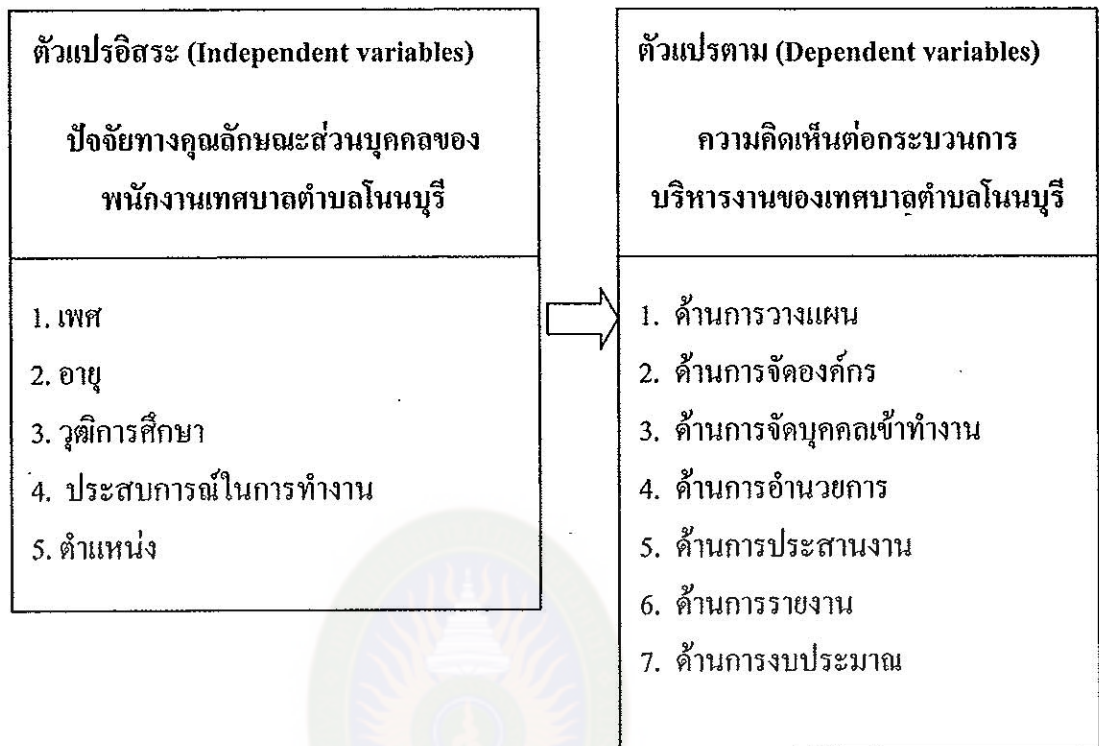 ตัวแปรอิสระ (Independent variables)
ปัจจัยทางคุณลักษณะส่วนบุคคลของ
พนักงานเทศบาลตำบลโนนบุรี
1. เพศ
2. อายุ
3. วุฒิการศึกษา
4. ประสบการณ์ในการทำงาน
5. ตำแหน่ง
ตัวแปรตาม (Dependent variables)
ความคิดเห็นต่อกระบวนการ
บริหารงานของเทศบาลตำบลโนนบุรี
1. ด้านการวางแผน
2. ด้านการจัดองค์กร
3. ด้านการจัดบุคคลเข้าทำงาน
4. ด้านการอำนวยการ
5. ด้านการประสานงาน
6. ด้านการรายงาน
7. ด้านการงบประมาณ